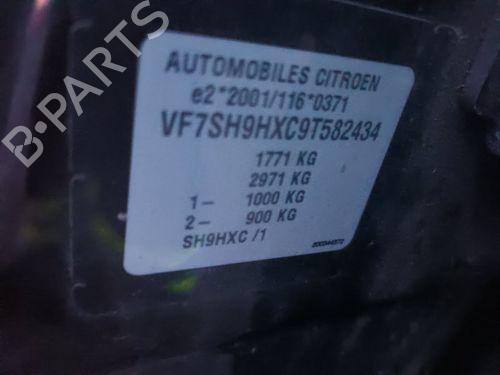 B-PARTS
AUTOMOBILES CITROEN
e2*2001/116*0371
VF7SH9HXC9T582434
1771 KG
2971 KG
1- 1000 KG
2- 900 KG
SH9HXC /1